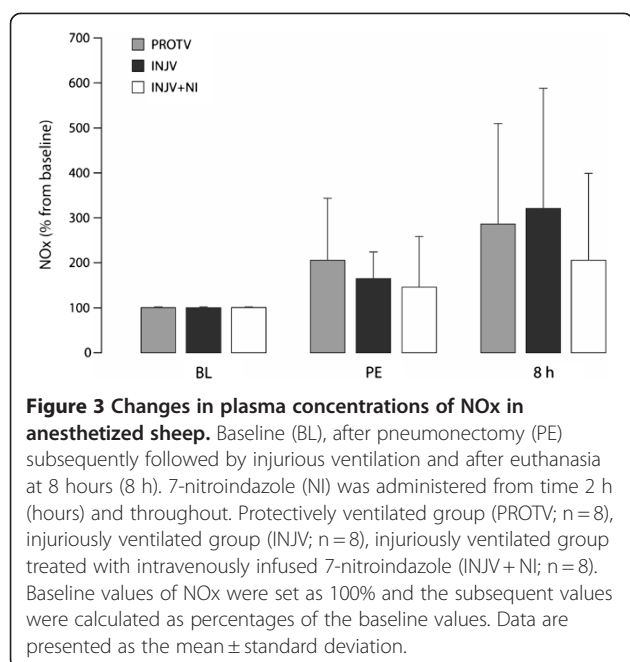 700
600
500
400
300
200
100
0
NOx (% from baseline)
PROTV
INJV
INJV+NI
BL PE 8 h
Figure 3 Changes in plasma concentrations of NOx in
anesthetized sheep. Baseline (BL), after pneumonectomy (PE)
subsequently followed by injurious ventilation and after euthanasia
at 8 hours (8 h). 7-nitroindazole (NI) was administered from time 2 h
(hours) and throughout. Protectively ventilated group (PROTV; n = 8),
injuriously ventilated group (INJV; n = 8), injuriously ventilated group
treated with intravenously infused 7-nitroindazole (INJV + NI; n = 8).
Baseline values of NOx were set as 100% and the subsequent values
were calculated as percentages of the baseline values. Data are
presented as the mean ± standard deviation.